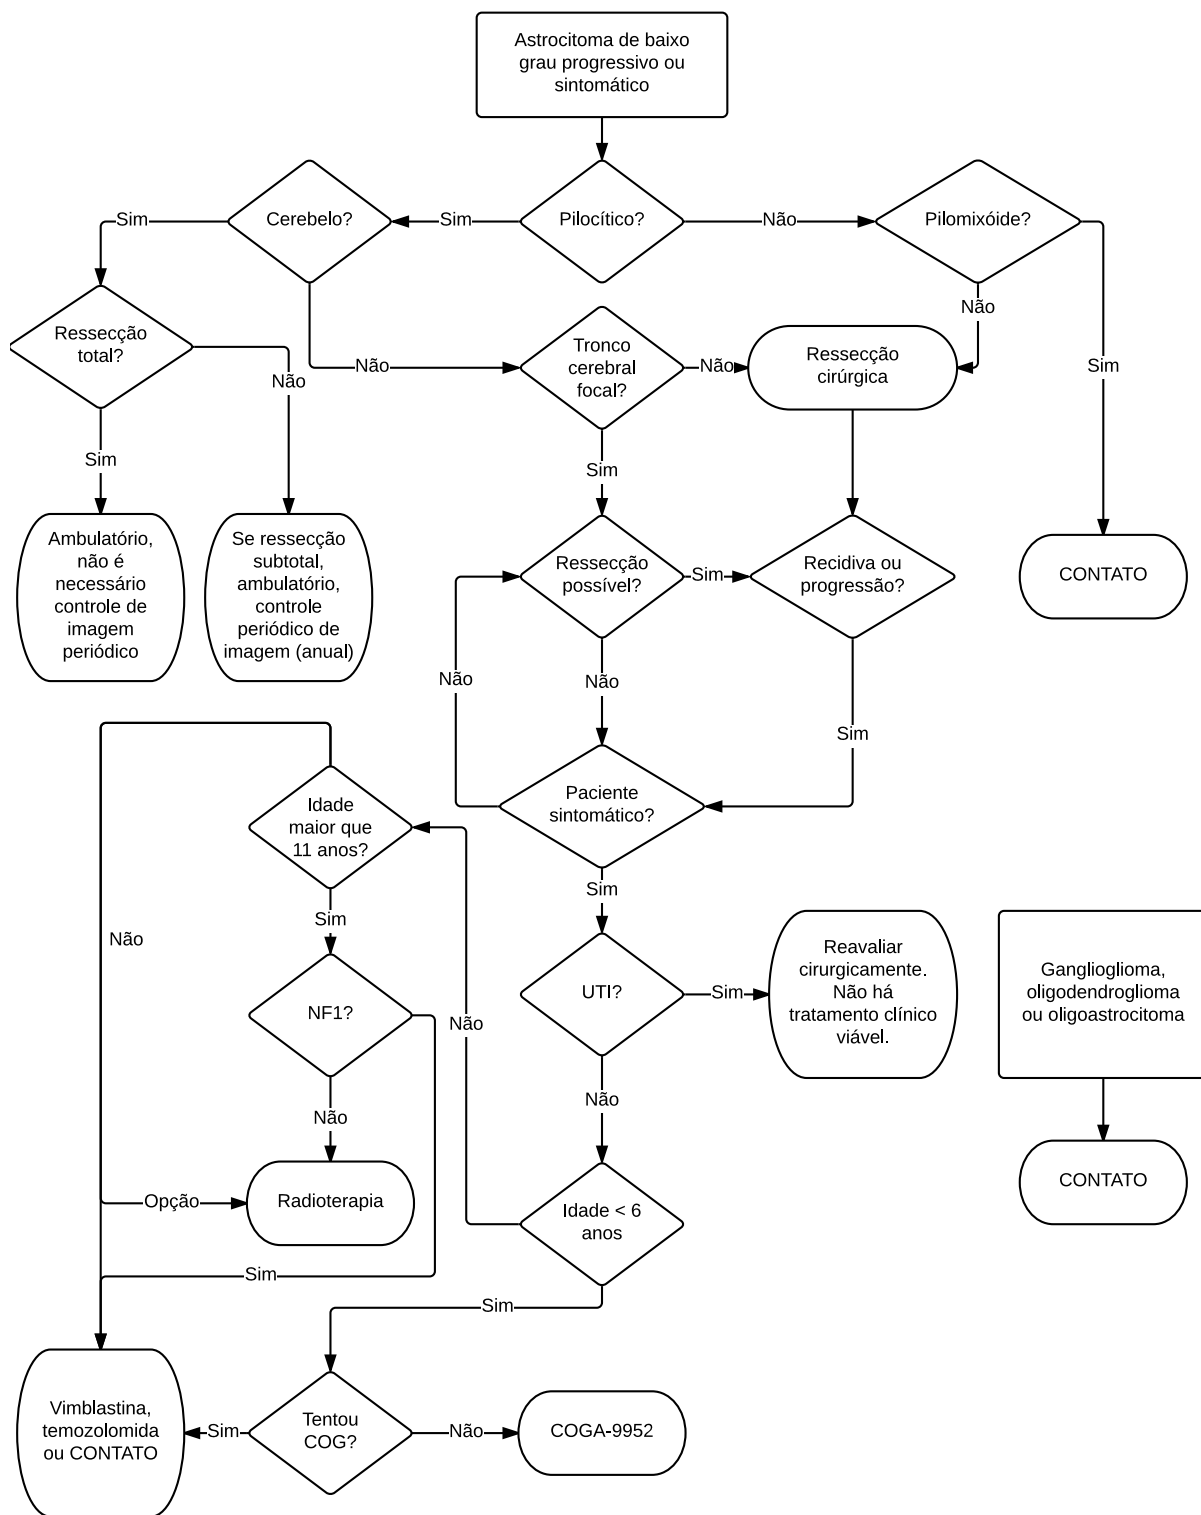 Astrocitoma de baixo
grau progressivo ou
sintomático
Sim
Cerebelo?
Sim
Pilocítico?
Não
Pilomixóide?
Ressecção
total?
Não
Não
Tronco
cerebral
focal?
Não
Ressecção
cirúrgica
Não
Sim
Sim
Sim
Ambulatório,
não é
necessário
controle de
imagem
periódico
Se ressecção
subtotal,
ambulatório,
controle
periódico de
imagem (anual)
Ressecção
possível?
Sim
Recidiva ou
progressão?
CONTATO
Não
Não
Sim
Idade
maior que
11 anos?
Paciente
sintomático?
Sim
Sim
Não
NF1?
Não
UTI?
Sim
Reavaliar
cirurgicamente.
Não há
tratamento clínico
viável.
Ganglioglioma,
oligodendroglioma
ou oligoastrocitoma
Não
Não
Opção
Radioterapia
Idade < 6
anos
CONTATO
Sim
Sim
Vimblastina,
temozolomida
ou CONTATO
Sim
Tentou
COG?
Não
COGA-9952